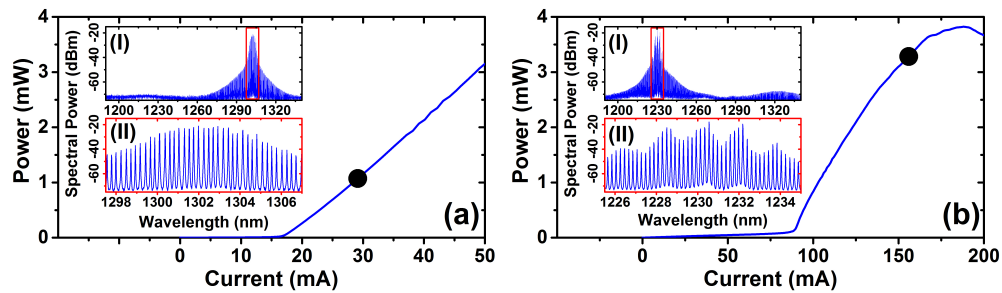 4
3
2
1
0
Power (mW)
0 10 20 30 40 50
Current (mA)
(a)
Spectral Power (dBm)
-20
-40
-60
(I)
1200 1230 1260 1290 1320
-20
-40
-60
(II)
1298 1300 1302 1304 1306
Wavelength (nm)
4
3
2
1
0
Power (mW)
0 50 100 150 200
Current (mA)
(b)
Spectral Power (dBm)
-20
-40
-60
(I)
1200 1230 1260 1290 1320
-20
-40
-60
(II)
1226 1228 1230 1232 1234
Wavelength (nm)